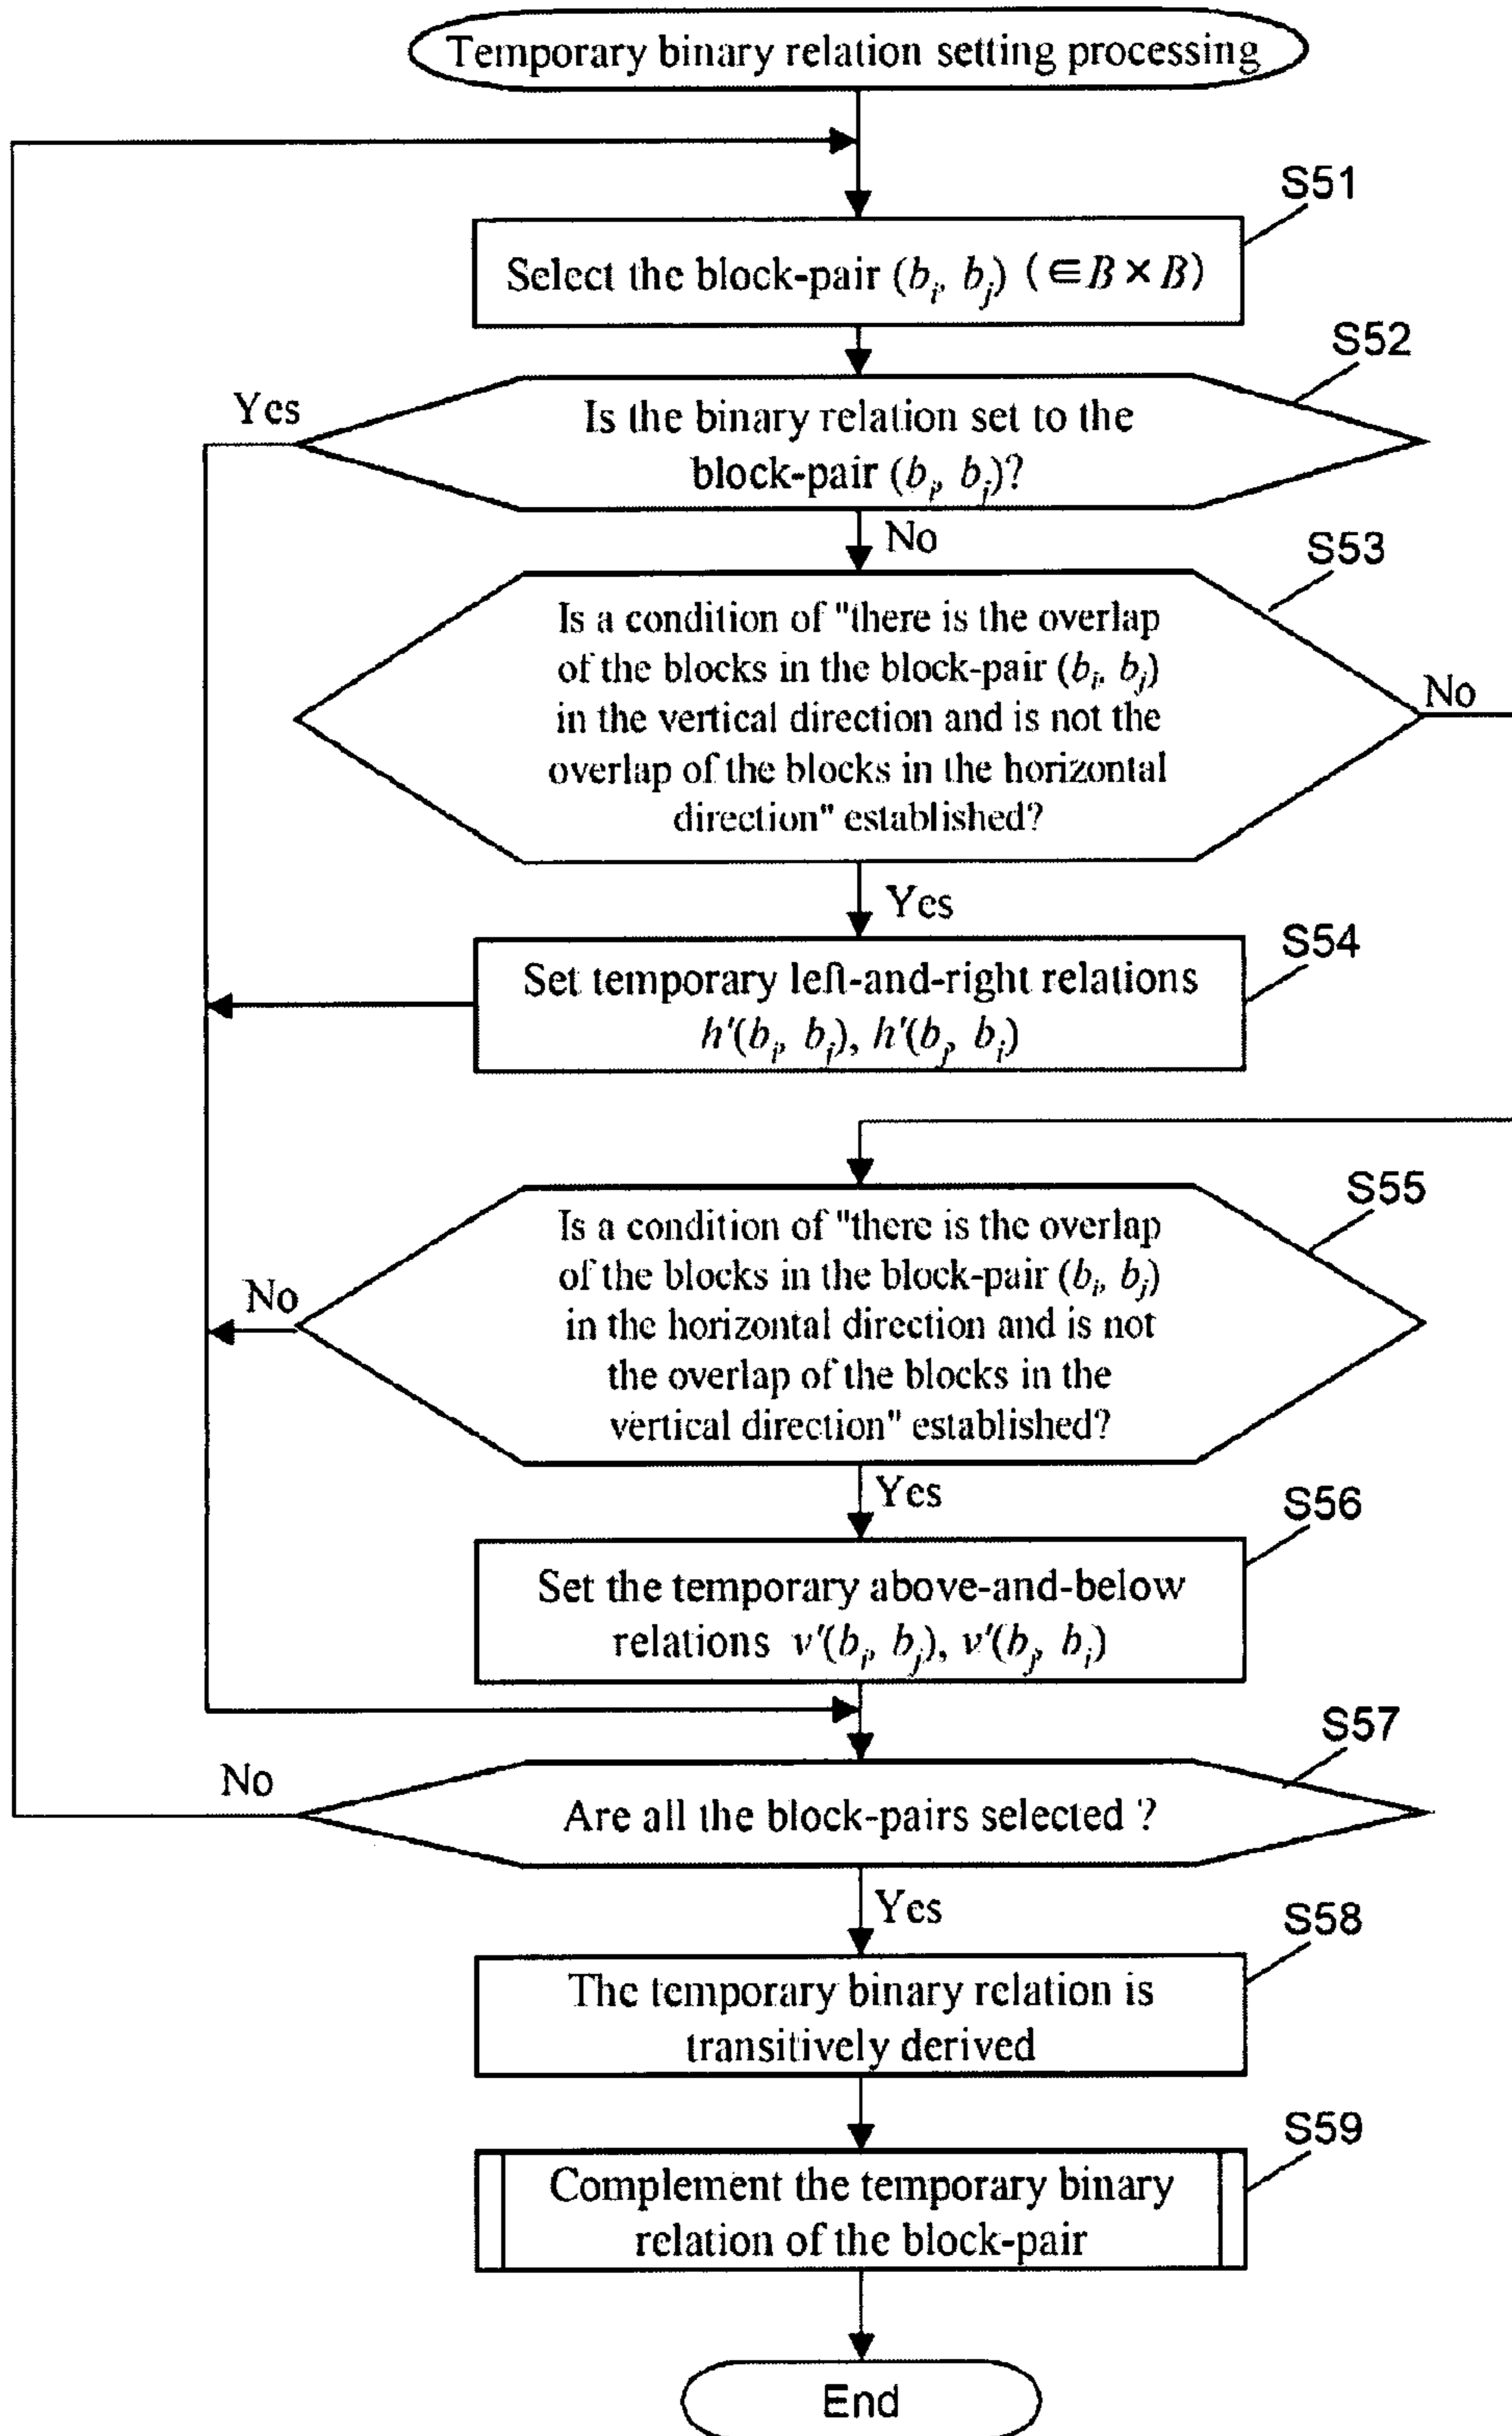 Temporary binary relation setting processing
S51
Select the block-pair (bi, bj) (∈B×B)
S52
Yes
Is the binary relation set to the
block-pair (bi, bj)?
No
S53
Is a condition of "there is the overlap
of the blocks in the block-pair (bi, bj)
in the vertical direction and is not the
overlap of the blocks in the horizontal
direction" established?
No
Yes
S54
Set temporary left-and-right relations
h'(bi, bj), h'(bj, bi)
S55
Is a condition of "there is the overlap
of the blocks in the block-pair (bi, bj)
in the horizontal direction and is not
the overlap of the blocks in the
vertical direction" established?
No
Yes
S56
Set the temporary above-and-below
relations v'(bi, bj), v'(bj, bi)
S57
No
Are all the block-pairs selected ?
Yes
S58
The temporary binary relation is
transitively derived
S59
Complement the temporary binary
relation of the block-pair
End